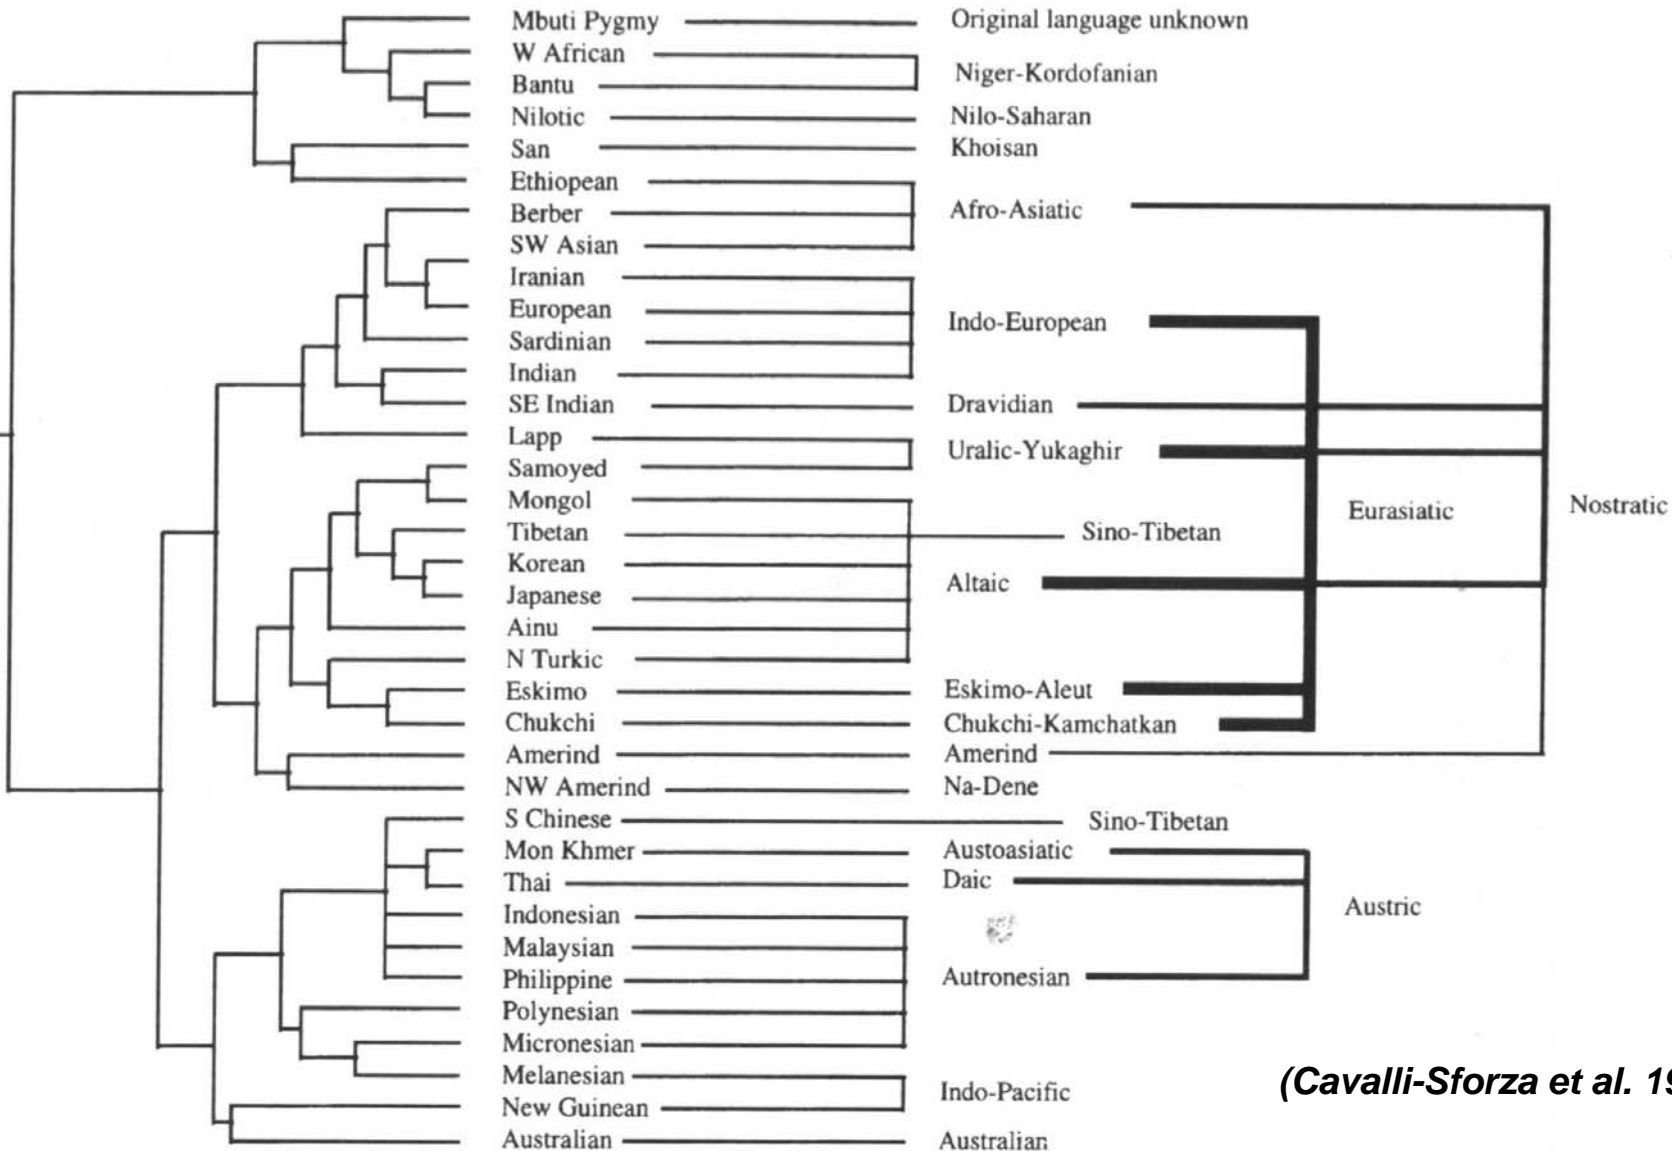 Mbuti Pygmy Original language unknown
W African
Niger-Kordofanian
Bantu
Nilotic Nilo-Saharan
San Khoisan
Ethiopean
Berber Afro-Asiatic
SW Asian
Iranian
European Indo-European
Sardinian
Indian
SE Indian Dravidian
Lapp Uralic-Yukaghir
Samoyed
Mongol Eurasiatic Nostratic
Tibetan Sino-Tibetan
Korean
Japanese Altaic
Ainu
N Turkic
Eskimo Eskimo-Aleut
Chukchi Chukchi-Kamchatkan
Amerind Amerind
NW Amerind Na-Dene
S Chinese Sino-Tibetan
Mon Khmer Austoasiatic
Thai Daic
Indonesian Austric
Malaysian
Philippine Autronesian
Polynesian
Micronesian
Melanesian
Indo-Pacific
(Cavalli-Sforza et al. 19
New Guinean
Australian Australian